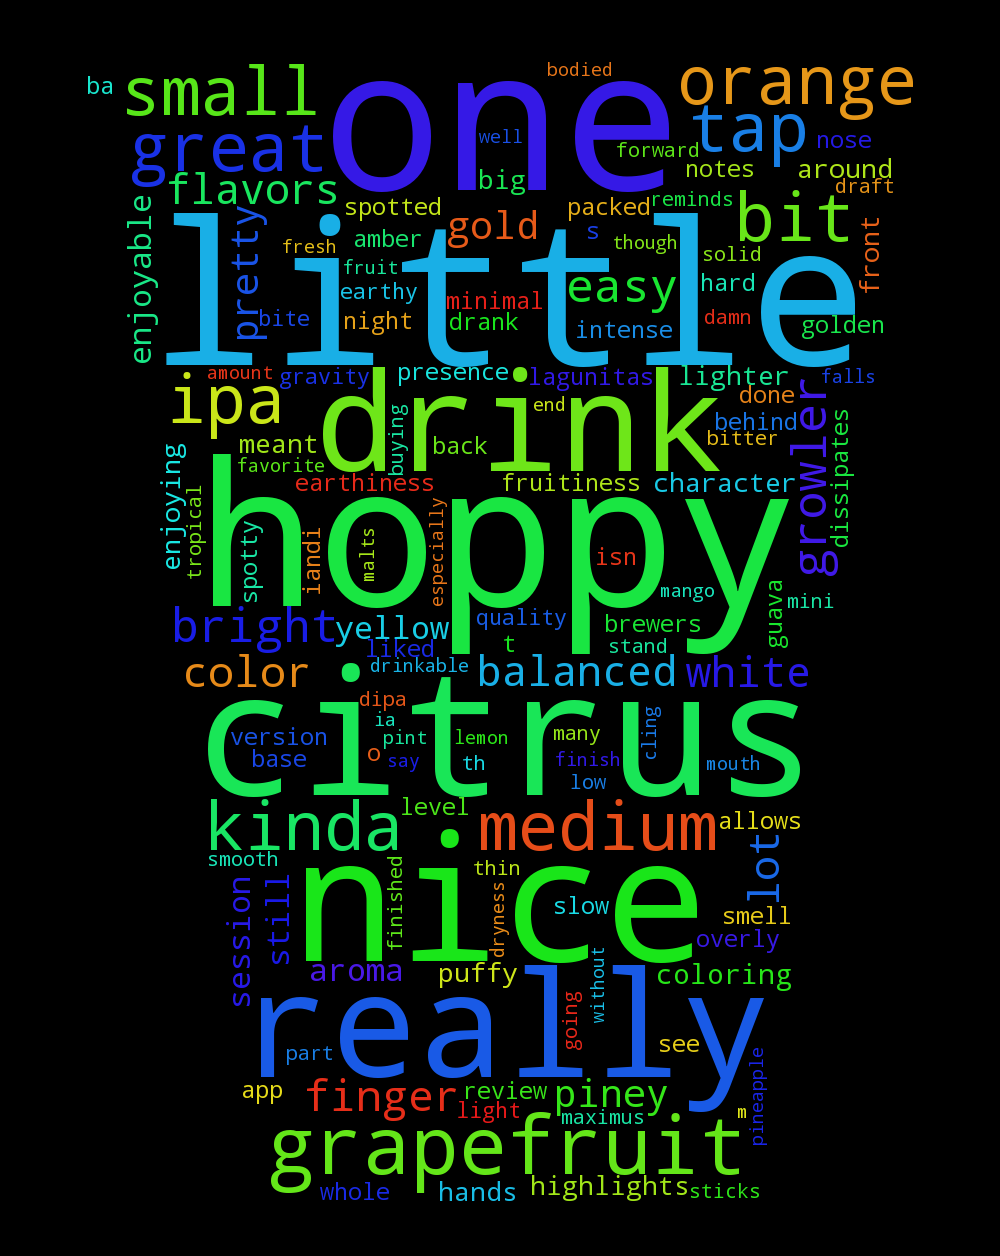 bodied
ba small one orange
great well tap nose
forward
flavors big notes around
draft
enjoyable pretty spotted gold packed reminds bit front
fresh amber s though solid
little
fruit
earthy easy hard
bite night minimal drank intense damn golden
amount gravity presence lagunitas lighter falls
ipa drink end done growler
meant buying back behind
bitter dissipates
enjoying favorite
tropical earthiness fruitiness character
hoppy
spotty iandi malts especially isn
mango guava mini
bright yellow quality brewers
t stand
liked
color drinkable balanced white
citrus
dipa
ia
version pint lemon many cling
base o say th finish mouth
low
kinda level medium allows
smooth lot
nice
session still finished thin dryness slow smell
overly
aroma puffy without coloring
really
going
part see
app finger review piney pineapple
light maximus m
grapefruit
whole hands highlights sticks